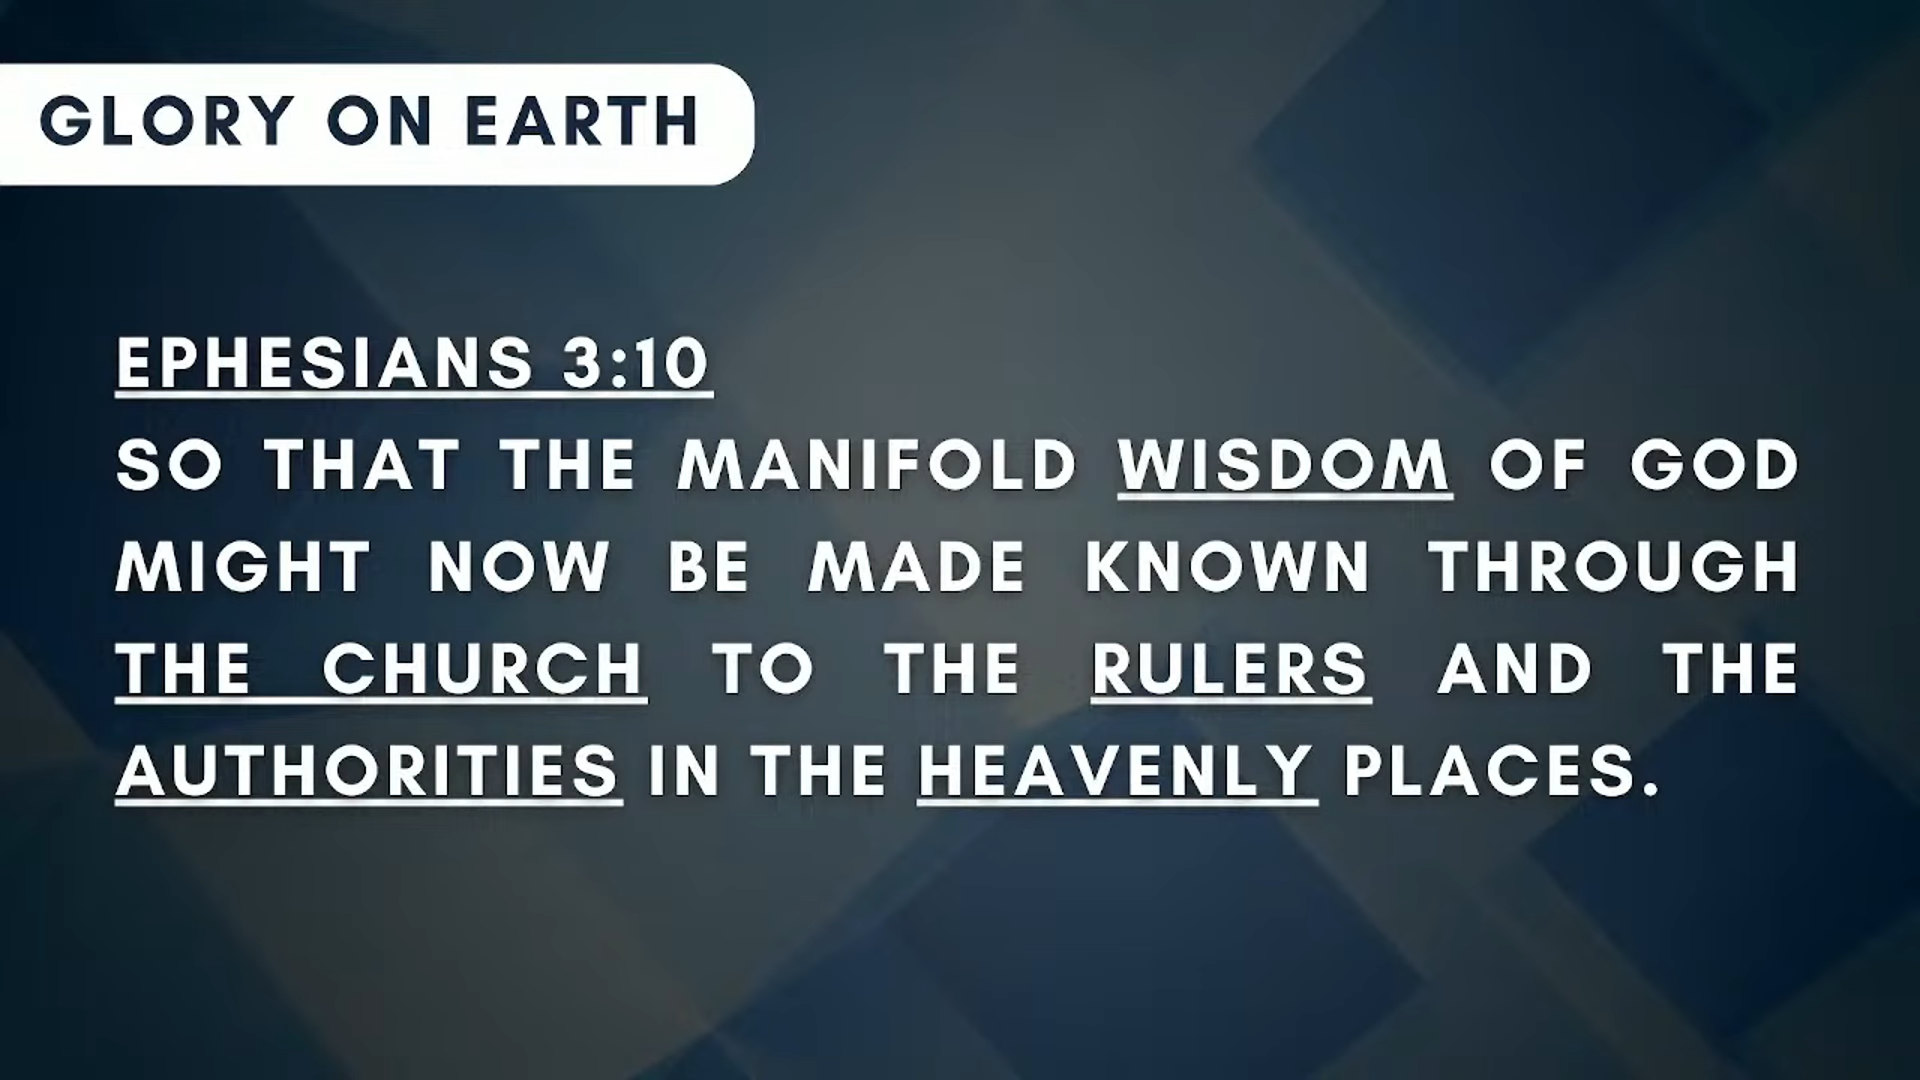 GLORY ON EARTH
EPHESIANS 3:10
SO THAT THE MANIFOLD WISDOM OF GOD
MIGHT NOW BE MADE KNOWN THROUGH
THE CHURCH TO THE RULERS AND THE
AUTHORITIES IN THE HEAVENLY PLACES.